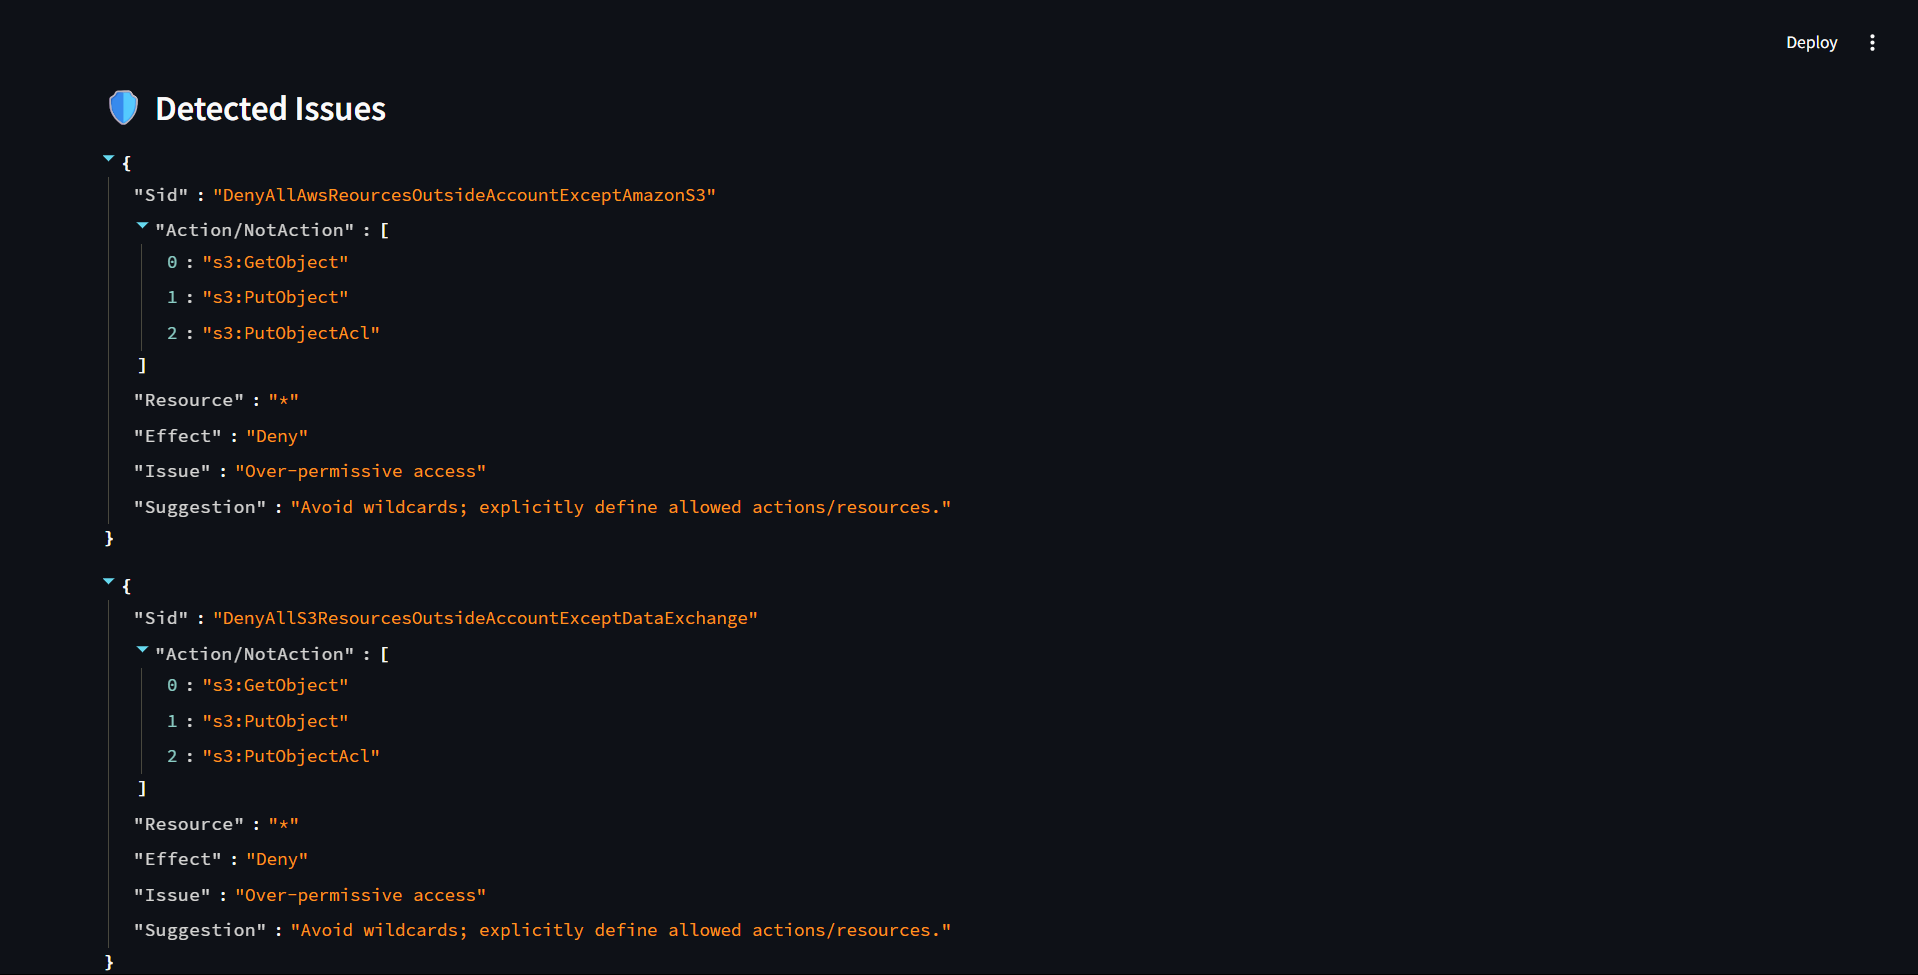 Deploy
Detected Issues
{
"Sid" : "DenyAllAwsReourcesOutsideAccountExceptAmazonS3"
"Action/NotAction" : [
0 : "s3:GetObject"
1 : "s3:PutObject"
2 : "s3:PutObjectAcl"
]
"Resource" : "*"
"Effect" : "Deny"
"Issue" : "Over-permissive access"
"Suggestion" : "Avoid wildcards; explicitly define allowed actions/resources."
}
{
"Sid" : "DenyAllS3ResourcesOutsideAccountExceptDataExchange"
"Action/NotAction" : [
0 : "s3:GetObject"
1 : "s3:PutObject"
2 : "s3:PutObjectAcl"
]
"Resource" : "*"
"Effect" : "Deny"
"Issue" : "Over-permissive access"
"Suggestion" : "Avoid wildcards; explicitly define allowed actions/resources."
}